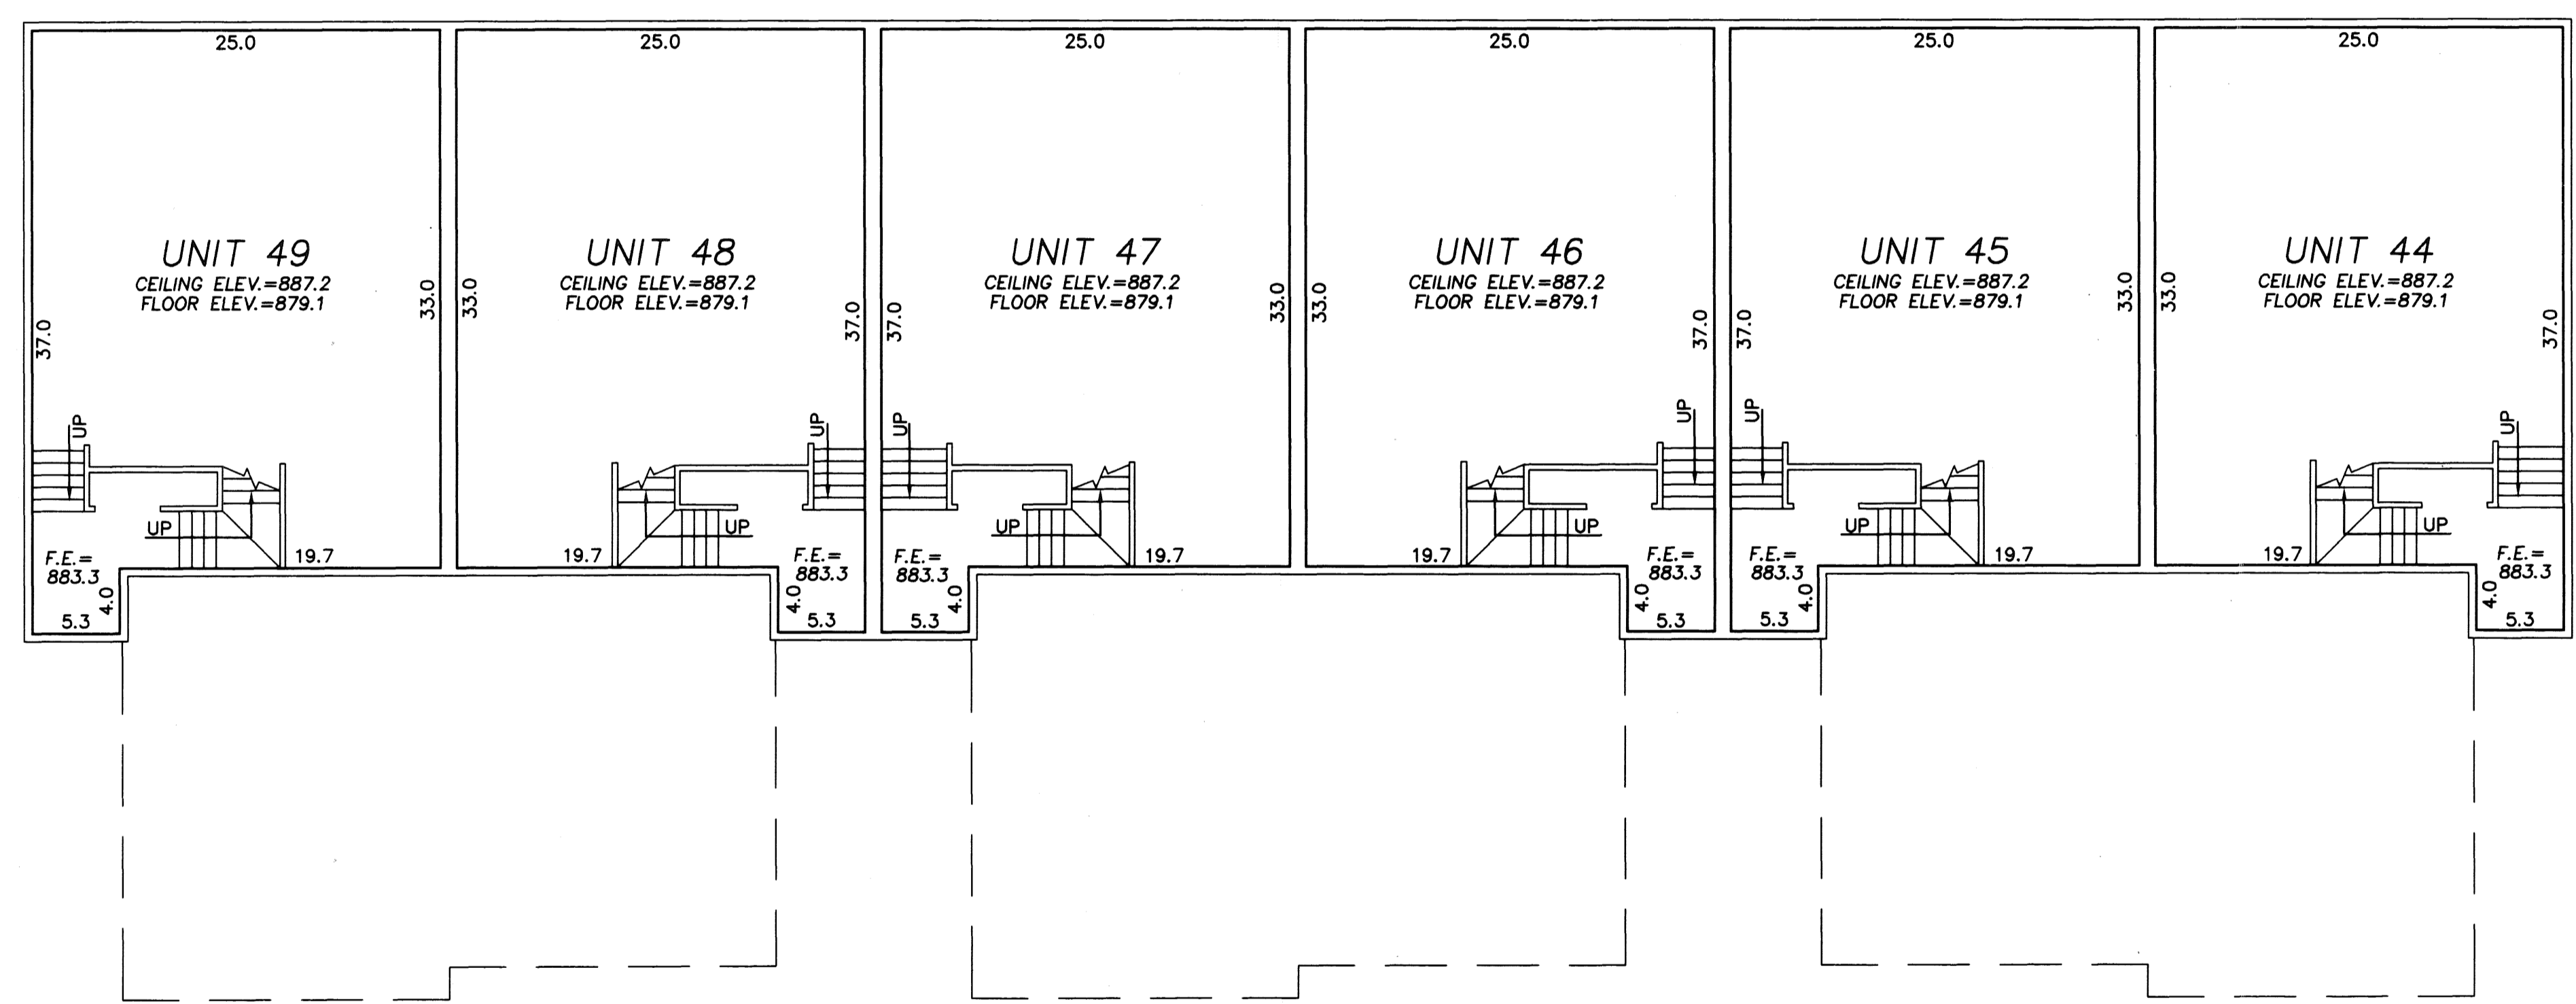 25.0
25.0
25.0
25.0
25.0
25.0
UNIT 49
CEILING ELEV.=887.2
FLOOR ELEV.=879.1
37.0
33.0
UP
UP
19.7
F.E.=
883.3
4.0
5.3
UNIT 48
CEILING ELEV.=887.2
FLOOR ELEV.=879.1
33.0
37.0
UP
UP
19.7
F.E.=
883.3
4.0
5.3
UNIT 47
CEILING ELEV.=887.2
FLOOR ELEV.=879.1
37.0
33.0
UP
UP
19.7
F.E.=
883.3
4.0
5.3
UNIT 46
CEILING ELEV.=887.2
FLOOR ELEV.=879.1
33.0
37.0
UP
UP
19.7
F.E.=
883.3
4.0
5.3
UNIT 45
CEILING ELEV.=887.2
FLOOR ELEV.=879.1
37.0
33.0
UP
UP
19.7
F.E.=
883.3
4.0
5.3
UNIT 44
CEILING ELEV.=887.2
FLOOR ELEV.=879.1
33.0
37.0
UP
UP
19.7
F.E.=
883.3
4.0
5.3